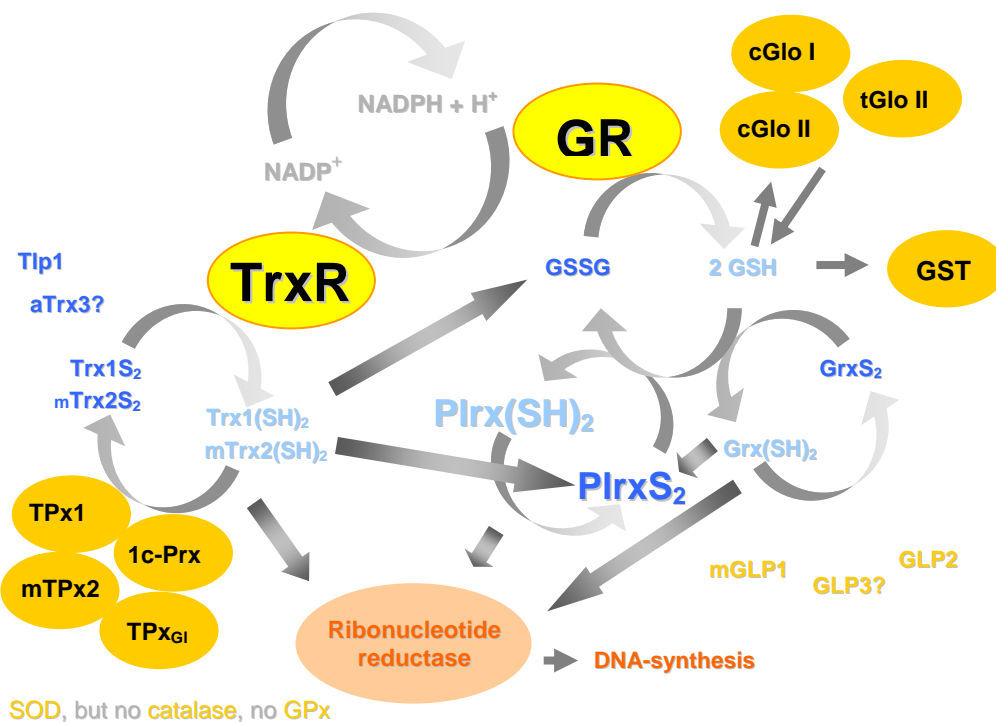 cGlo I
tGlo II
cGlo II
NADPH + H⁺
GR
NADP⁺
Tlp1
aTrx3?
TrxR
GSSG
2 GSH
GST
Trx1S₂
mTrx2S₂
GrxS₂
Trx1(SH)₂
mTrx2(SH)₂
Plrx(SH)₂
Grx(SH)₂
PlrxS₂
TPx1
1c-Prx
mTPx2
TPxGl
mGLP1
GLP3?
GLP2
Ribonucleotide
reductase
DNA-synthesis
SOD, but no catalase, no GPx